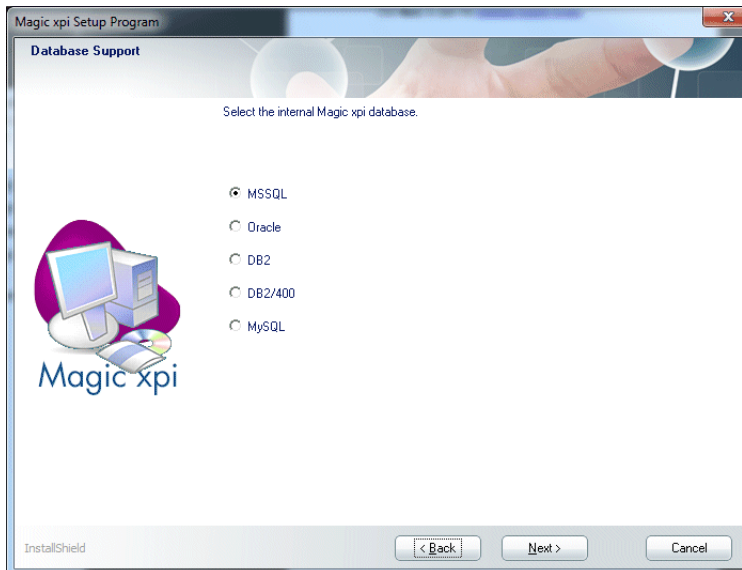 Magic xpi Setup Program
Database Support
Select the internal Magic xpi database.
MSSQL
Oracle
DB2
DB2/400
MySQL
Magic xpi
InstallShield
< Back
Next >
Cancel